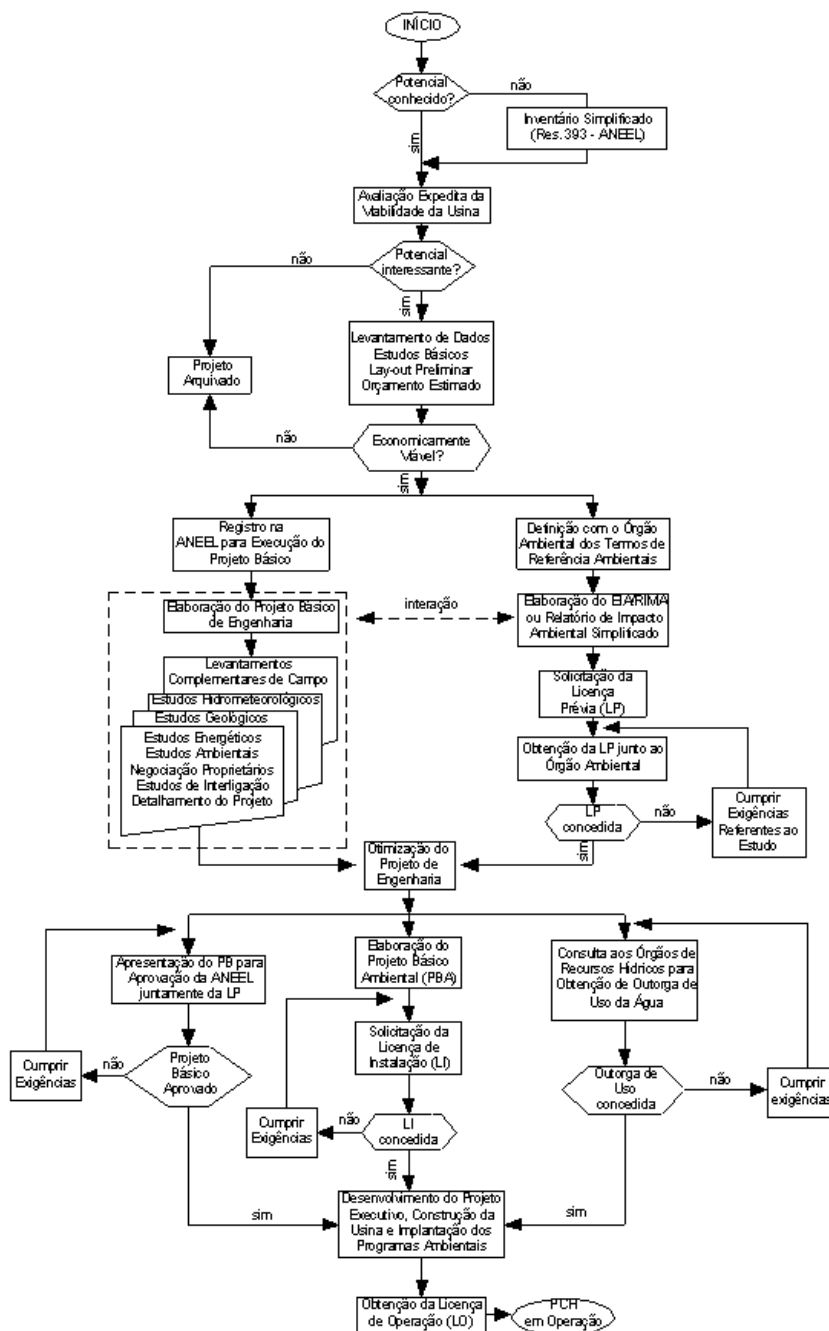 INÍCIO
Potencial
conhecido?
não
sim
Inventário Simplificado
(Res. 393 - ANEEL)
Avaliação Expedita da
Viabilidade da Usina
Potencial
interessante?
não
sim
Levantamento de Dados
Estudos Básicos
Lay-out Preliminar
Orçamento Estimado
Projeto
Arquivado
não
Economicamente
Viável?
sim
Registro na
ANEEL para Execução do
Projeto Básico
Definição com o Órgão
Ambiental dos Termos de
Referência Ambientais
Elaboração do Projeto Básico
de Engenharia
interação
Elaboração do EIA/RIMA
ou Relatório de Impacto
Ambiental Simplificado
Levantamentos
Complementares de Campo
Estudos Hidrometeorológicos
Estudos Geológicos
Estudos Energéticos
Estudos Ambientais
Negociação Proprietários
Estudos de Interligação
Detalhamento do Projeto
Solicitação da
Licença
Prévia (LP)
Obtenção da LP junto ao
Órgão Ambiental
LP
concedida
não
sim
Cumprir
Exigências
Referentes ao
Estudo
Otimização do
Projeto de
Engenharia
Apresentação do PB para
Aprovação da ANEEL
juntamente da LP
Elaboração do
Projeto Básico
Ambiental (PBA)
Consulta aos Órgãos de
Recursos Hídricos para
Obtenção de Outorga de
Uso da Água
Solicitação da
Licença de
Instalação (LI)
Cumprir
Exigências
não
Projeto
Básico
Aprovado
Outorga de
Uso
concedida
não
Cumprir
exigências
Cumprir
Exigências
não
LI
concedida
sim
sim
Desenvolvimento do Projeto
Executivo, Construção da
Usina e Implantação dos
Programas Ambientais
sim
Obtenção da Licença
de Operação (LO)
PCH
em Operação